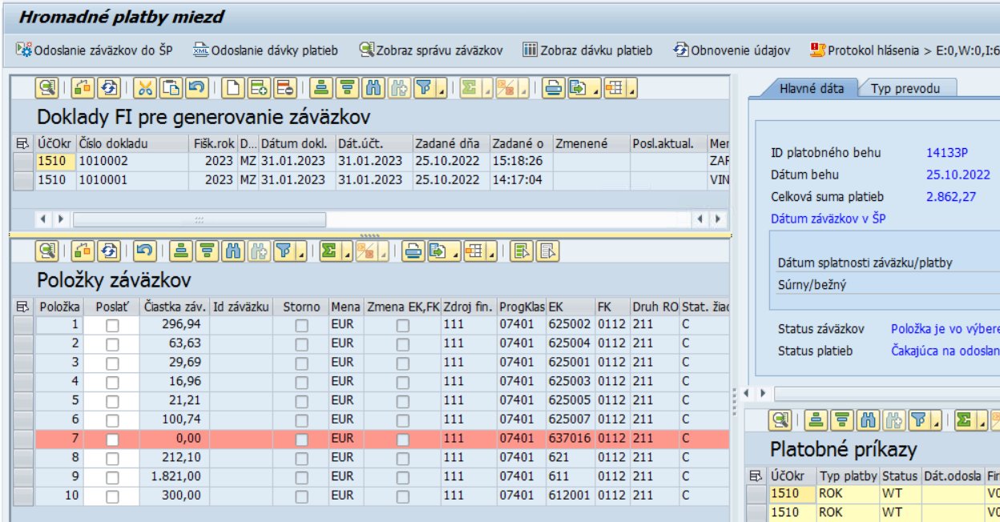 Hromadné platby miezd
Odoslanie záväzkov do ŠP Odoslanie dávky platieb Zobraz správu záväzkov Zobraz dávku platieb Obnovenie údajov Protokol hlásenia > E:0,W:0,I:6
Doklady FI pre generovanie záväzkov
ÚčOkr Číslo dokladu Fišk.rok D... Dátum dokl. Dát.účt. Zadané dňa Zadané o Zmenené Posl.aktual. Mer
1510 1010002 2023 MZ 31.01.2023 31.01.2023 25.10.2022 15:18:26 ZAF
1510 1010001 2023 MZ 31.01.2023 31.01.2023 25.10.2022 14:17:04 VIN
Položky záväzkov
Položka Poslať Čiastka záv. Id záväzku Storno Mena Zmena EK,FK Zdroj fin. ProgKlas EK FK Druh RO Stat. žiad
1 296,94 EUR 111 07401 625002 0112 211 C
2 63,63 EUR 111 07401 625004 0112 211 C
3 29,69 EUR 111 07401 625001 0112 211 C
4 16,96 EUR 111 07401 625003 0112 211 C
5 21,21 EUR 111 07401 625005 0112 211 C
6 100,74 EUR 111 07401 625007 0112 211 C
7 0,00 EUR 111 07401 637016 0112 211 C
8 212,10 EUR 111 07401 621 0112 211 C
9 1.821,00 EUR 111 07401 611 0112 211 C
10 300,00 EUR 111 07401 612001 0112 211 C
Hlavné dáta Typ prevodu
ID platobného behu 14133P
Dátum behu 25.10.2022
Celková suma platieb 2.862,27
Dátum záväzkov v ŠP
Dátum splatnosti záväzku/platby
Súrny/bežný
Status záväzkov Položka je vo výbere
Status platieb Čakajúca na odoslan
Platobné príkazy
ÚčOkr Typ platby Status Dát.odosla Fir
1510 ROK WT V0
1510 ROK WT V0